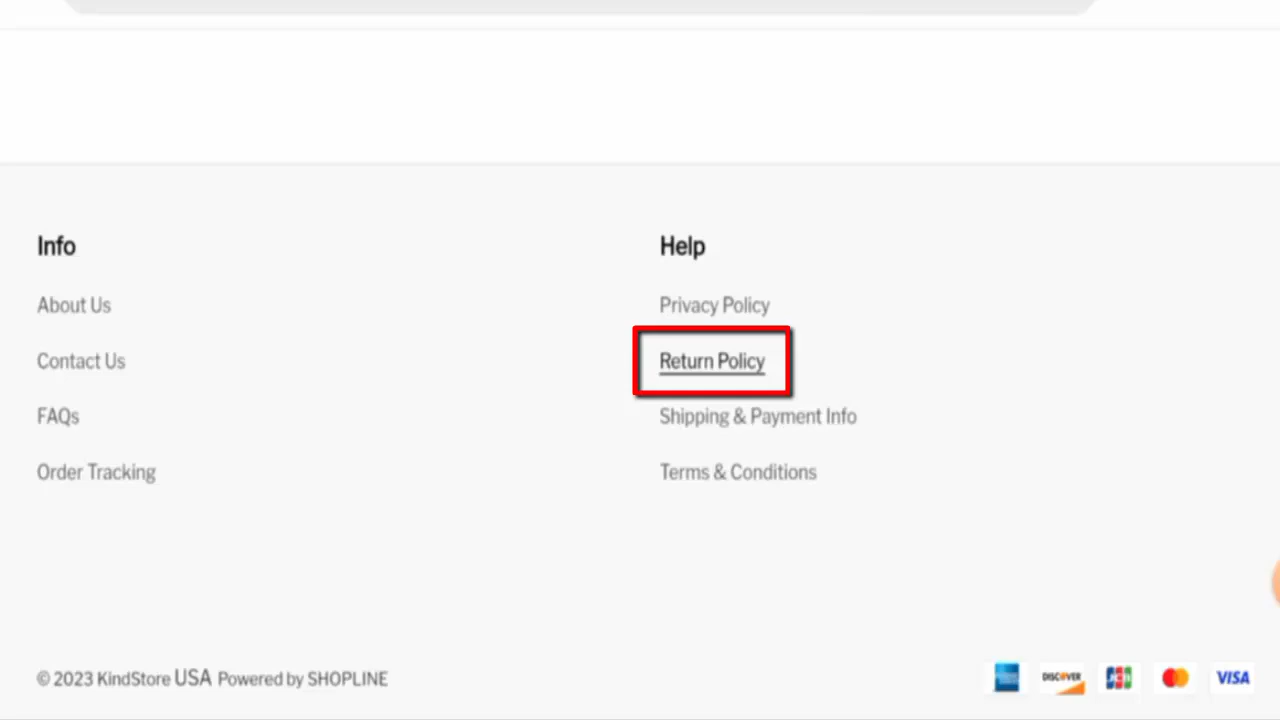 Info
About Us
Contact Us
FAQs
Order Tracking
Help
Privacy Policy
Return Policy
Shipping & Payment Info
Terms & Conditions
© 2023 KindStore USA Powered by SHOPLINE
DISCOVER
JCB
VISA